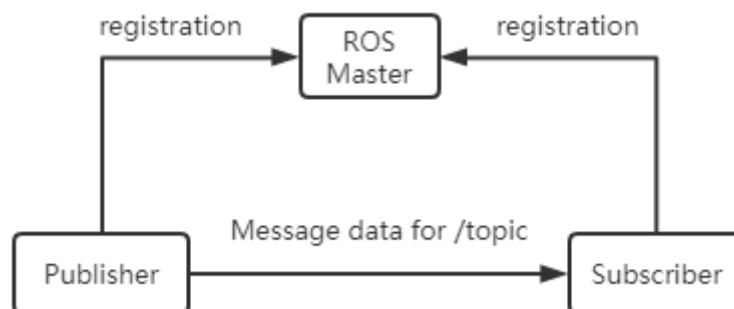 registration
ROS
Master
registration
Message data for /topic
Publisher
Subscriber